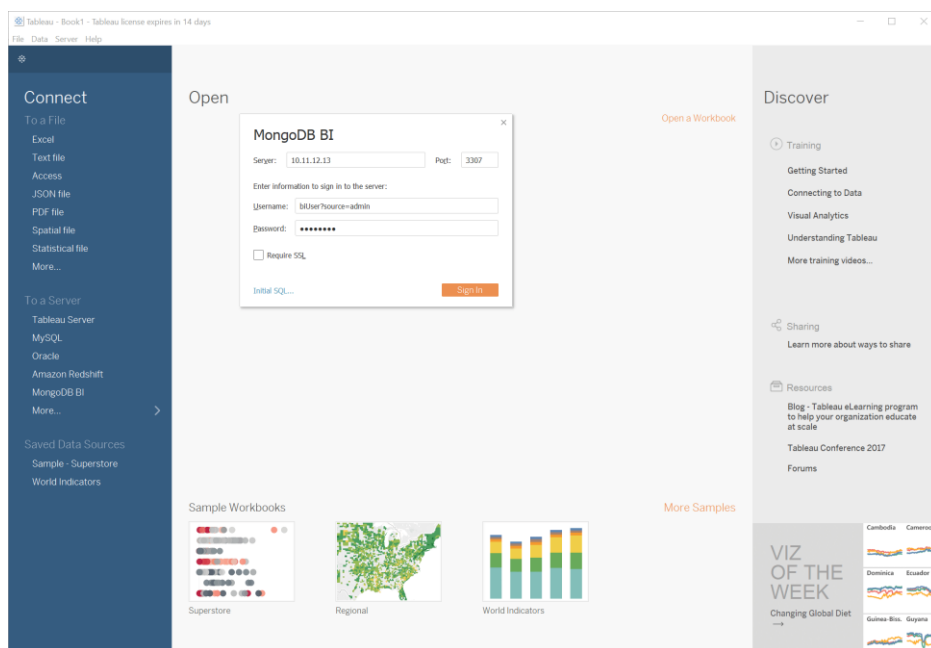 Tableau - Book1 - Tableau license expires in 14 days
File Data Server Help
Connect
To a File
Excel
Text file
Access
JSON file
PDF file
Spatial file
Statistical file
More...
To a Server
Tableau Server
MySQL
Oracle
Amazon Redshift
MongoDB BI
More...
Saved Data Sources
Sample - Superstore
World Indicators
Open
Open a Workbook
MongoDB BI
Server: 10.11.12.13 Port: 3307
Enter information to sign in to the server:
Username: biUser?source=admin
Password: ••••••••
Require SSL
Initial SQL...
Sign In
Sample Workbooks
More Samples
Superstore
Regional
World Indicators
Discover
Training
Getting Started
Connecting to Data
Visual Analytics
Understanding Tableau
More training videos...
Sharing
Learn more about ways to share
Resources
Blog - Tableau eLearning program
to help your organization educate
at scale
Tableau Conference 2017
Forums
VIZ
OF THE
WEEK
Changing Global Diet
→
Cambodia Cameroo
Dominica Ecuador
Guinea-Biss. Guyana